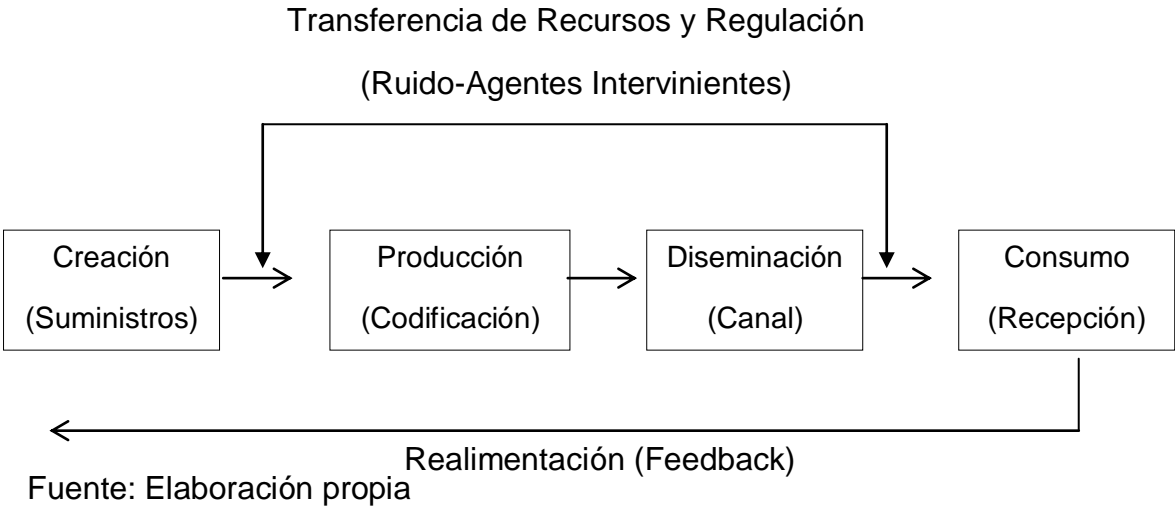 Transferencia de Recursos y Regulación
(Ruido-Agentes Intervinientes)
Creación
(Suministros)
Producción
(Codificación)
Diseminación
(Canal)
Consumo
(Recepción)
Realimentación (Feedback)
Fuente: Elaboración propia